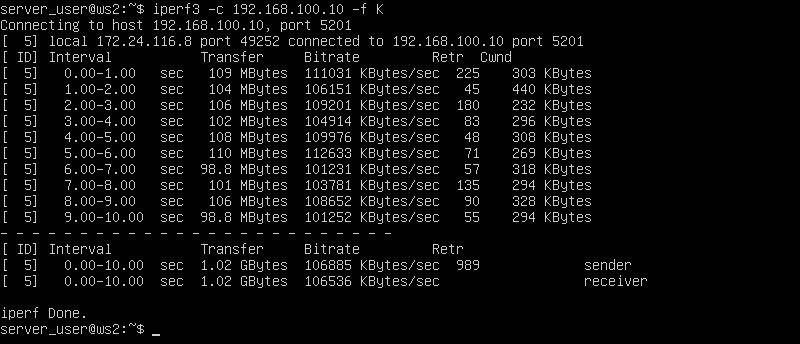 server_user@ws2:~$ iperf3 -c 192.168.100.10 -f K
Connecting to host 192.168.100.10, port 5201
[  5] local 172.24.116.8 port 49252 connected to 192.168.100.10 port 5201
[ ID] Interval           Transfer     Bitrate         Retr  Cwnd
[  5]   0.00-1.00   sec   109 MBytes  111031 KBytes/sec  225    303 KBytes
[  5]   1.00-2.00   sec   104 MBytes  106151 KBytes/sec   45    440 KBytes
[  5]   2.00-3.00   sec   106 MBytes  109201 KBytes/sec  180    232 KBytes
[  5]   3.00-4.00   sec   102 MBytes  104914 KBytes/sec   83    296 KBytes
[  5]   4.00-5.00   sec   108 MBytes  109976 KBytes/sec   48    308 KBytes
[  5]   5.00-6.00   sec   110 MBytes  112633 KBytes/sec   71    269 KBytes
[  5]   6.00-7.00   sec  98.8 MBytes  101231 KBytes/sec   57    318 KBytes
[  5]   7.00-8.00   sec   101 MBytes  103781 KBytes/sec  135    294 KBytes
[  5]   8.00-9.00   sec   106 MBytes  108652 KBytes/sec   90    328 KBytes
[  5]   9.00-10.00  sec  98.8 MBytes  101252 KBytes/sec   55    294 KBytes
- - - - - - - - - - - - - - - - - - - - - - - - -
[ ID] Interval           Transfer     Bitrate         Retr
[  5]   0.00-10.00  sec  1.02 GBytes  106885 KBytes/sec  989             sender
[  5]   0.00-10.00  sec  1.02 GBytes  106536 KBytes/sec                  receiver
iperf Done.
server_user@ws2:~$ _